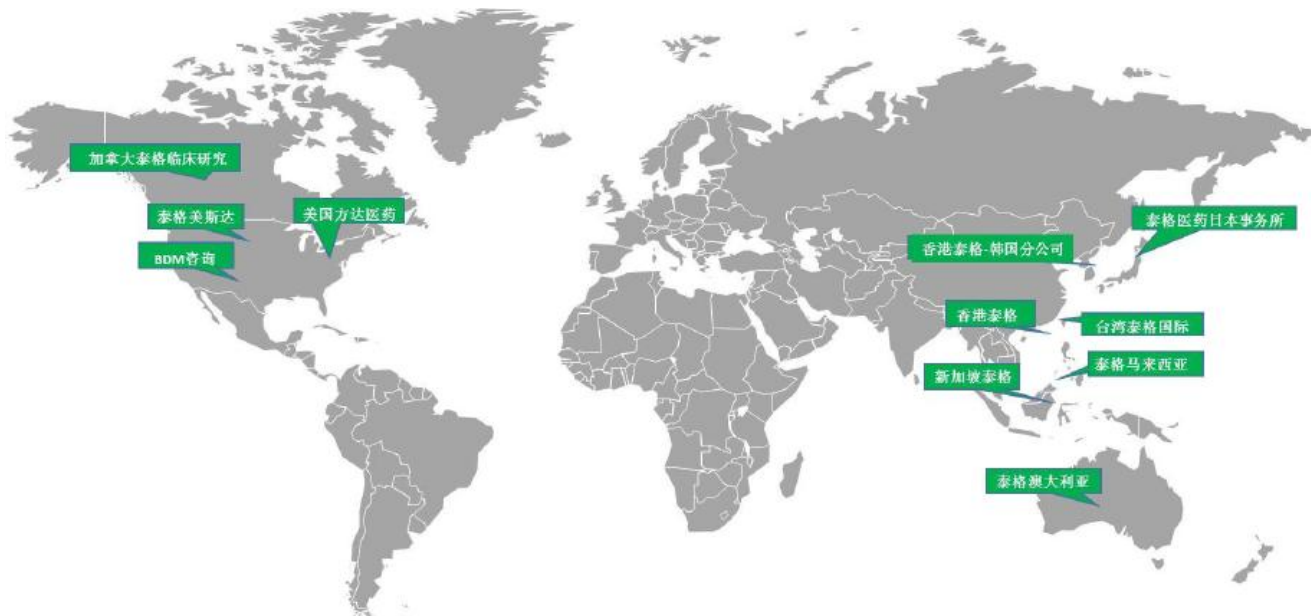 加拿大泰格临床研究
泰格美斯达
美国方达医药
BDM咨询
泰格医药日本事务所
香港泰格-韩国分公司
香港泰格
台湾泰格国际
泰格马来西亚
新加坡泰格
泰格澳大利亚